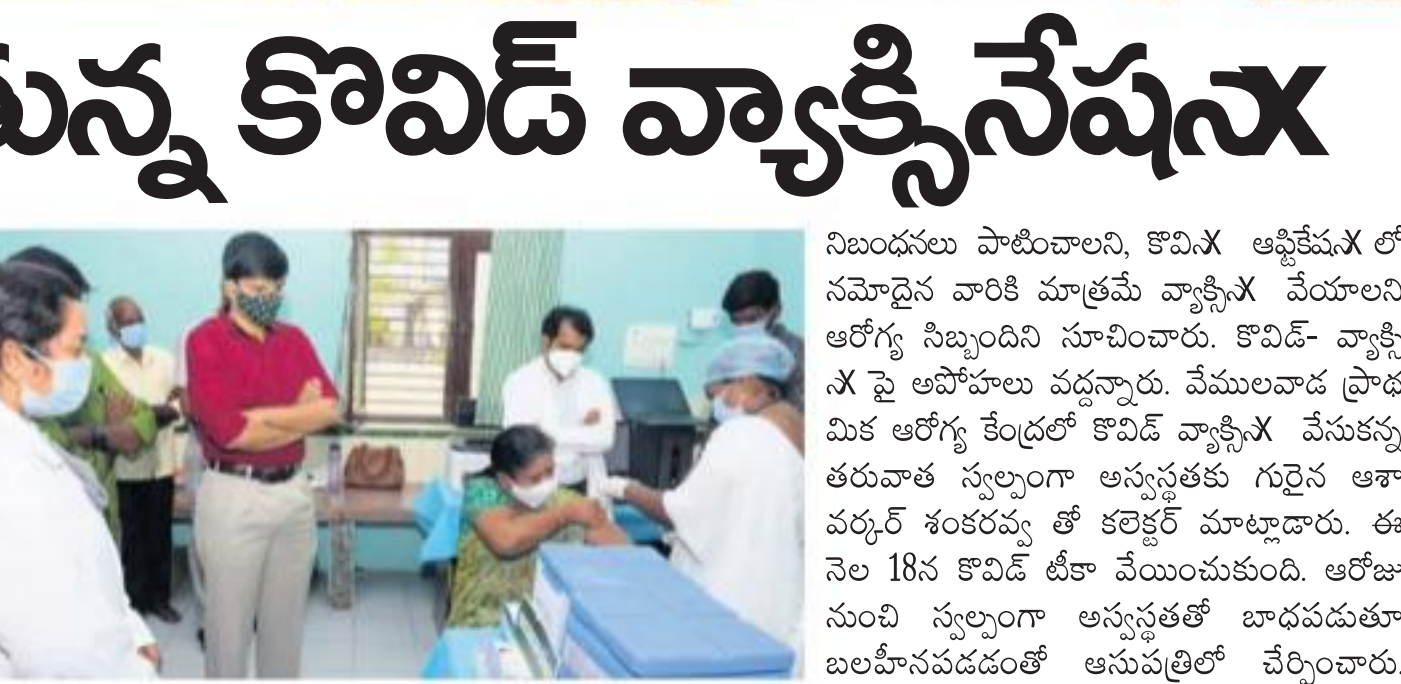 తున్న కొవిడ్ వ్యాక్సినేషన్
నిబంధనలు పాటించాలని, కొవిన్ ఆఫ్టికేషన్ లో
నమోదైన వారికి మాత్రమే వ్యాక్సిన్ వేయాలని
ఆరోగ్య సిబ్బందిని సూచించారు. కొవిడ్- వ్యాక్సి
న్ పై అపోహలు వద్దన్నారు. వేములవాడ ప్రాథ
మిక ఆరోగ్య కేంద్రలో కొవిడ్ వ్యాక్సిన్ వేసుకన్న
తరువాత స్వల్పంగా అస్వస్థతకు గురైన ఆశా
వర్కర్ శంకరవ్వ తో కలెక్టర్ మాట్లాడారు. ఈ
నెల 18న కొవిడ్ టీకా వేయించుకుంది. ఆరోజు
నుంచి స్వల్పంగా అస్వస్థతతో బాధపడుతూ
బలహీనపడడంతో ఆసుపత్రిలో చేర్పించారు.